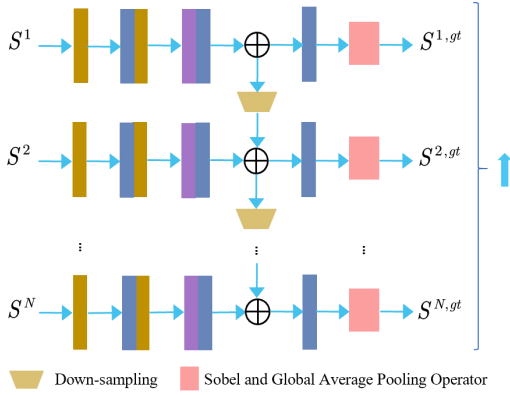 S^1 S^{1,gt}
S^2 S^{2,gt}
... ... ...
S^N S^{N,gt}
Down-sampling Sobel and Global Average Pooling Operator